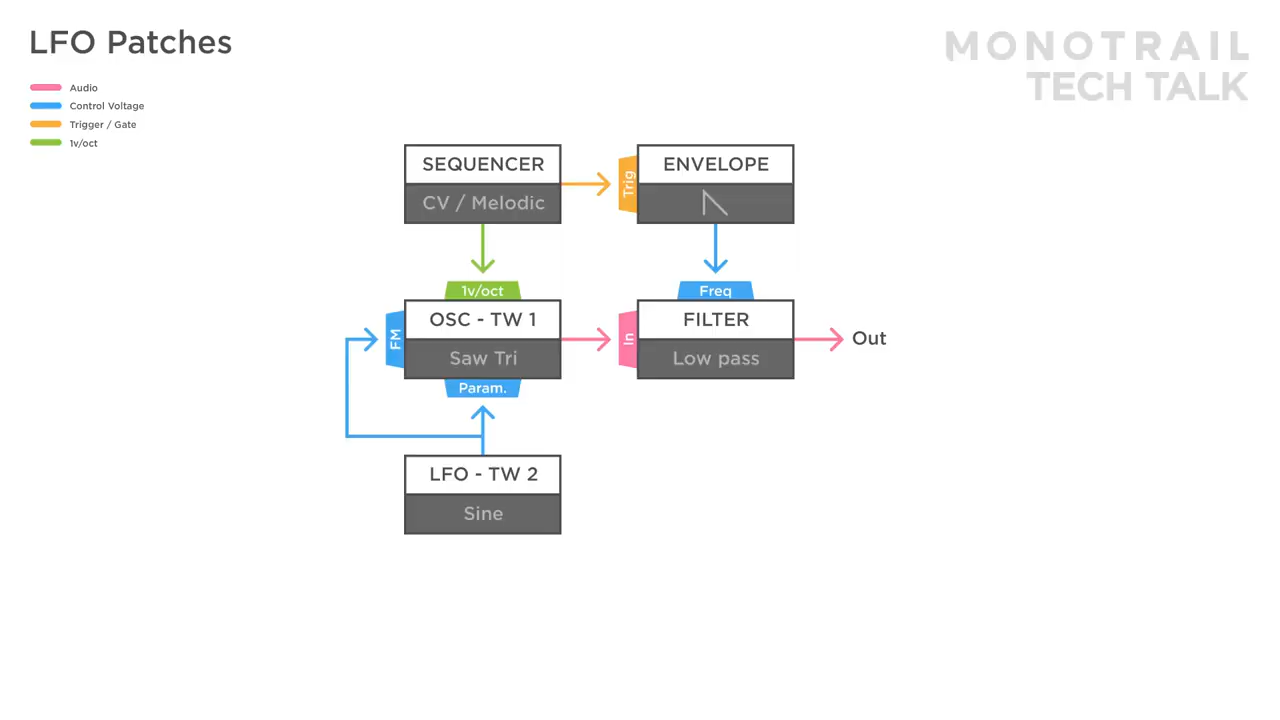 LFO Patches
MONOTRAIL
TECH TALK
Audio
Control Voltage
Trigger / Gate
1v/oct
SEQUENCER
CV / Melodic
Trig
ENVELOPE
1v/oct
Freq
FM
OSC - TW 1
Saw Tri
Param.
In
FILTER
Low pass
Out
LFO - TW 2
Sine